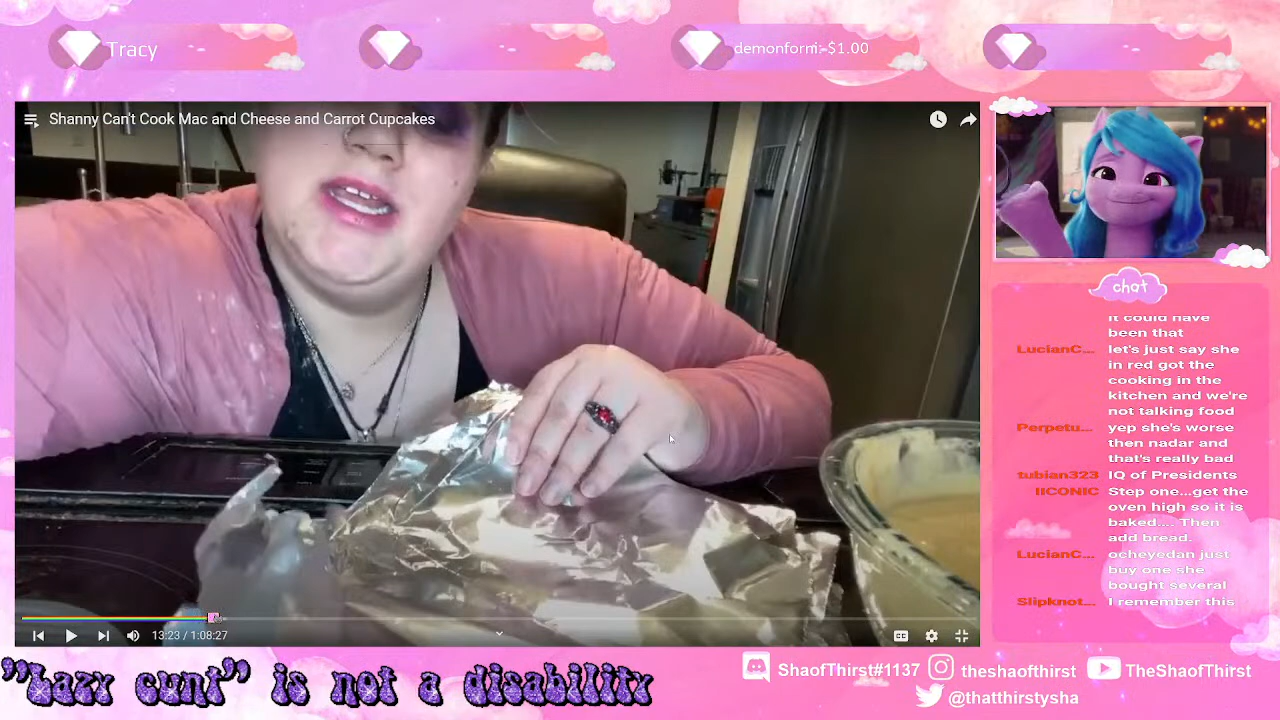 Tracy --
--
demonform: $1.00
--
Shanny Can't Cook Mac and Cheese and Carrot Cupcakes
13:23 / 1:08:27
CC
chat
it could have
been that
LucianC... let's just say she
in red got the
cooking in the
kitchen and we're
not talking food
Perpetu... yep she's worse
then nadar and
that's really bad
tubian323 IQ of Presidents
IICONIC Step one...get the
oven high so it is
baked.... Then
add bread.
LucianC... ocheyedan just
buy one she
bought several
Slipknot... I remember this
"Lazy cunt" is not a disability
ShaofThirst#1137 theshaofthirst TheShaofThirst
@thatthirstysha